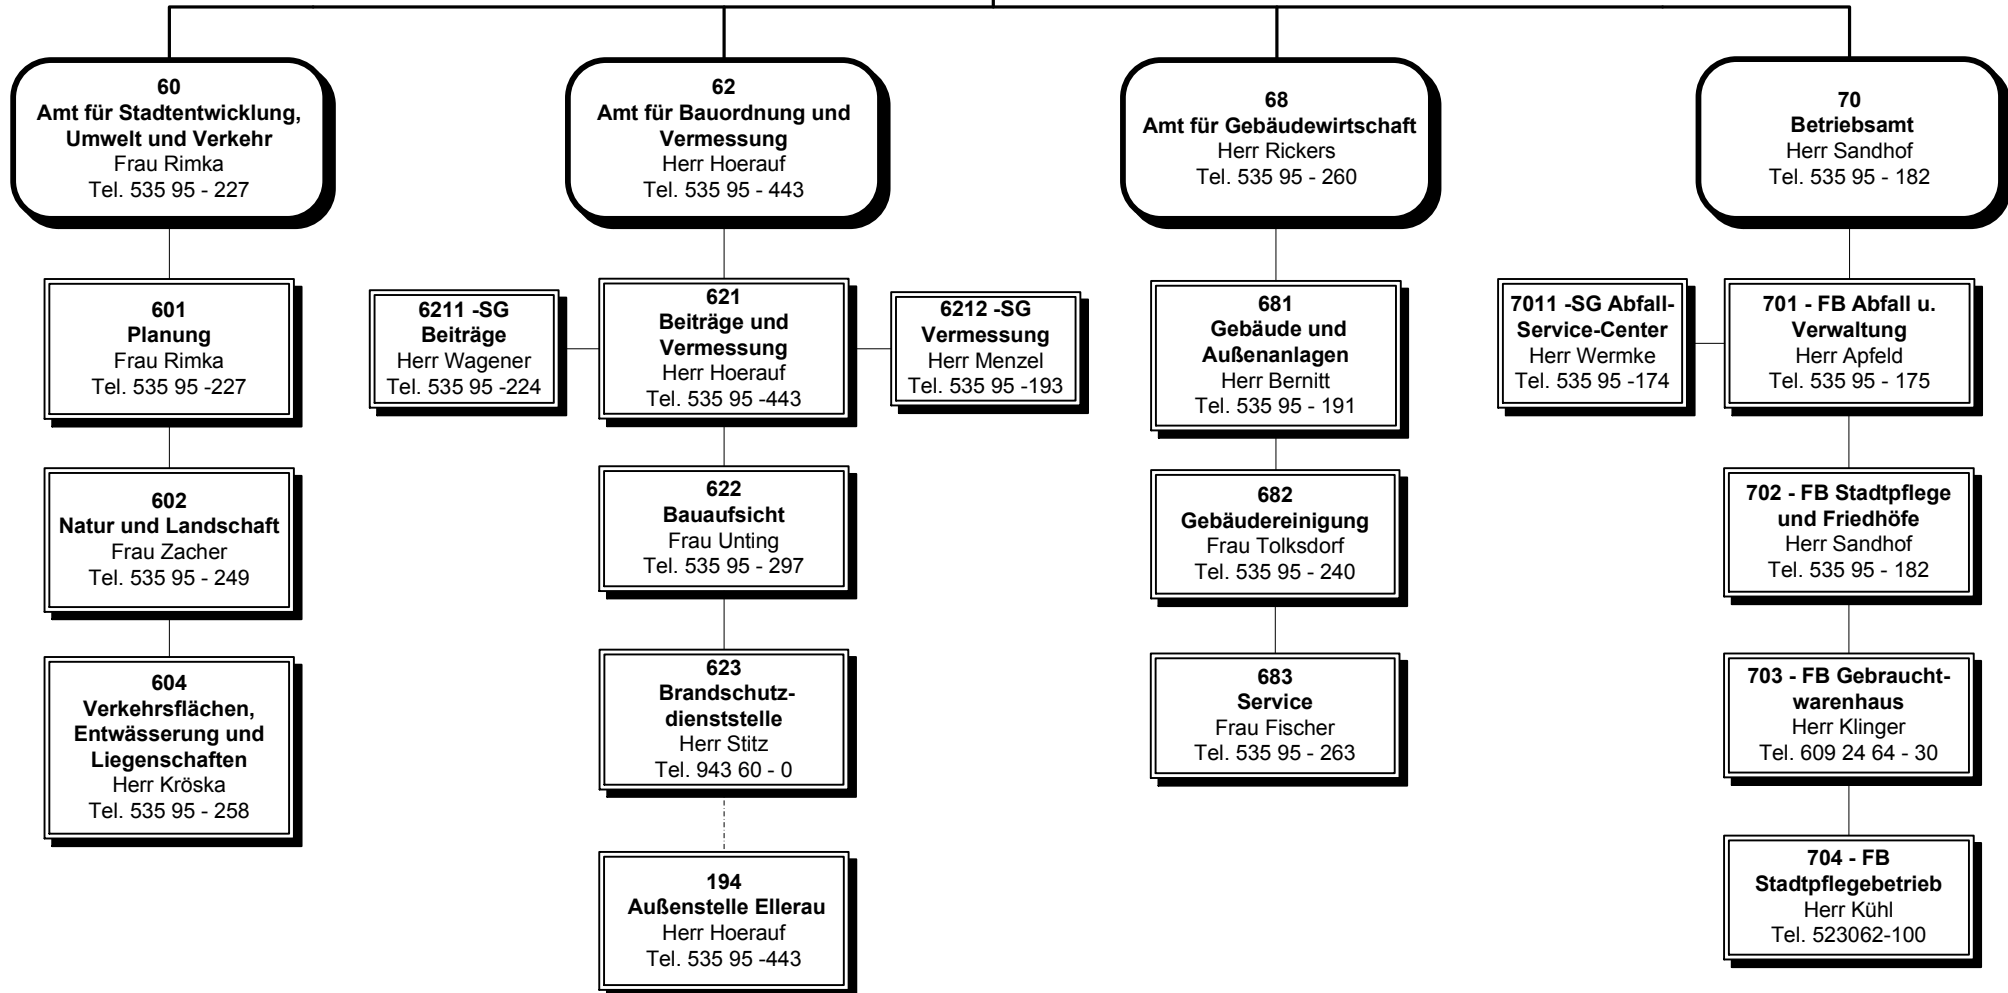 60
Amt für Stadtentwicklung,
Umwelt und Verkehr
Frau Rimka
Tel. 535 95 - 227
62
Amt für Bauordnung und
Vermessung
Herr Hoerauf
Tel. 535 95 - 443
68
Amt für Gebäudewirtschaft
Herr Rickers
Tel. 535 95 - 260
70
Betriebsamt
Herr Sandhof
Tel. 535 95 - 182
601
Planung
Frau Rimka
Tel. 535 95 -227
6211 -SG
Beiträge
Herr Wagener
Tel. 535 95 -224
621
Beiträge und
Vermessung
Herr Hoerauf
Tel. 535 95 -443
6212 -SG
Vermessung
Herr Menzel
Tel. 535 95 -193
681
Gebäude und
Außenanlagen
Herr Bernitt
Tel. 535 95 - 191
7011 -SG Abfall-
Service-Center
Herr Wermke
Tel. 535 95 -174
701 - FB Abfall u.
Verwaltung
Herr Apfeld
Tel. 535 95 - 175
602
Natur und Landschaft
Frau Zacher
Tel. 535 95 - 249
622
Bauaufsicht
Frau Unting
Tel. 535 95 - 297
682
Gebäudereinigung
Frau Tolksdorf
Tel. 535 95 - 240
702 - FB Stadtpflege
und Friedhöfe
Herr Sandhof
Tel. 535 95 - 182
604
Verkehrsflächen,
Entwässerung und
Liegenschaften
Herr Kröska
Tel. 535 95 - 258
623
Brandschutz-
dienststelle
Herr Stitz
Tel. 943 60 - 0
683
Service
Frau Fischer
Tel. 535 95 - 263
703 - FB Gebraucht-
warenhaus
Herr Klinger
Tel. 609 24 64 - 30
194
Außenstelle Ellerau
Herr Hoerauf
Tel. 535 95 -443
704 - FB
Stadtpflegebetrieb
Herr Kühl
Tel. 523062-100